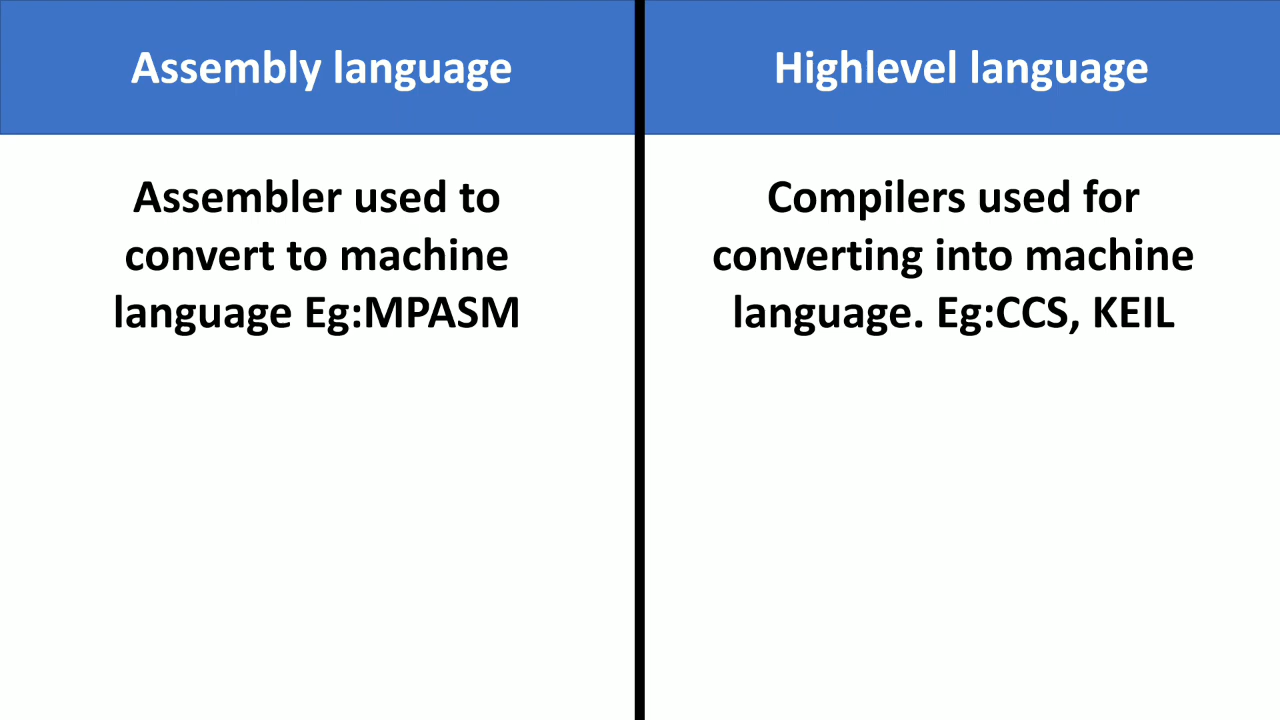 Assembly language
Assembler used to
convert to machine
language Eg:MPASM
Highlevel language
Compilers used for
converting into machine
language. Eg:CCS, KEIL